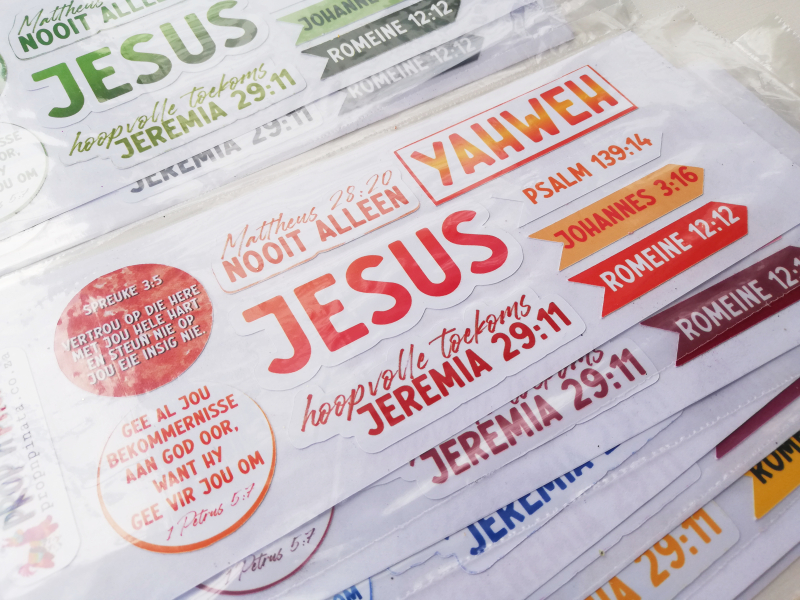 Mattheus
NOOIT ALLEEN
JESUS
hoopvolle toekoms
JEREMIA 29:11
JOHANNES
ROMEINE 12:12
ROMEINE 12:12
JEREMIA 29:11
OOR,
JOU OM
YAHWEH
PSALM 139:14
JOHANNES 3:16
ROMEINE 12:12
Mattheus 28:20
NOOIT ALLEEN
JESUS
hoopvolle toekoms
JEREMIA 29:11
SPREUKE 3:5
VERTROU OP DIE HERE
MET JOU HELE HART
EN STEUN NIE OP
JOU EIE INSIG NIE.
GEE AL JOU
BEKOMMERNISSE
AAN GOD OOR,
WANT HY
GEE VIR JOU OM
1 Petrus 5:7
ROMEINE 12:1
toekoms
JEREMIA 29:11
1 Petrus 5:7
JEREMIA
29:11